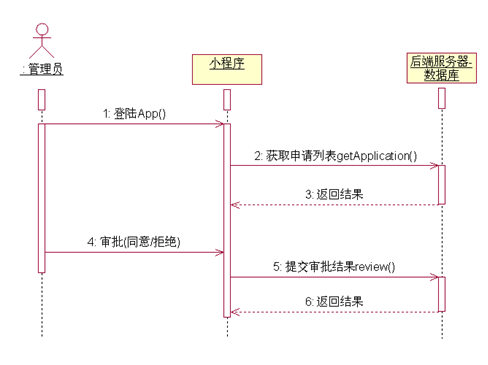 : 管理员
小程序
后端服务器-
数据库
1: 登陆App()
2: 获取申请列表getApplication()
3: 返回结果
4: 审批(同意/拒绝)
5: 提交审批结果review()
6: 返回结果